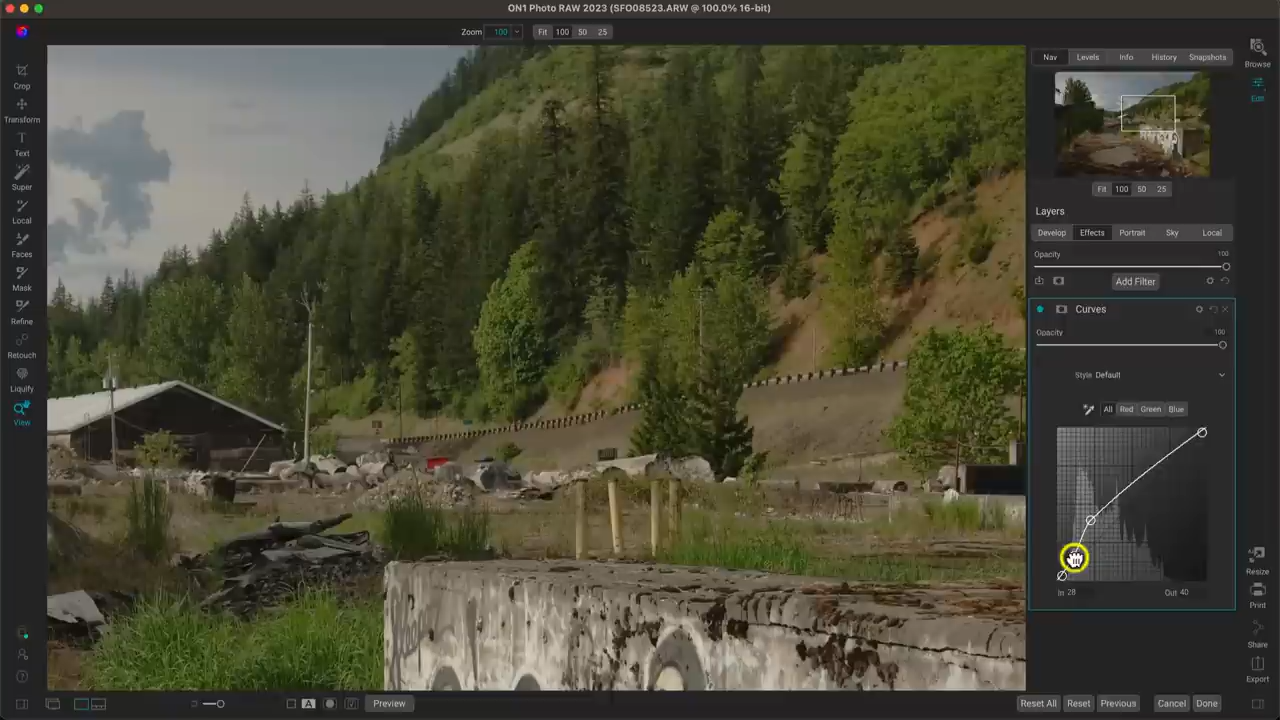 ON1 Photo RAW 2023 (SFO08523.ARW @ 100.0% 16-bit)
Zoom 100 Fit 100 50 25
Crop
Transform
Text
Super
Local
Faces
Mask
Refine
Retouch
Liquify
View
Nav Levels Info History Snapshots
Fit 100 50 25
Layers
Develop Effects Portrait Sky Local
Opacity 100
Add Filter
Curves
Opacity 100
Style Default
All Red Green Blue
In 28 Out 40
Browse
Edit
Resize
Print
Share
Export
A Preview
Reset All Reset Previous Cancel Done